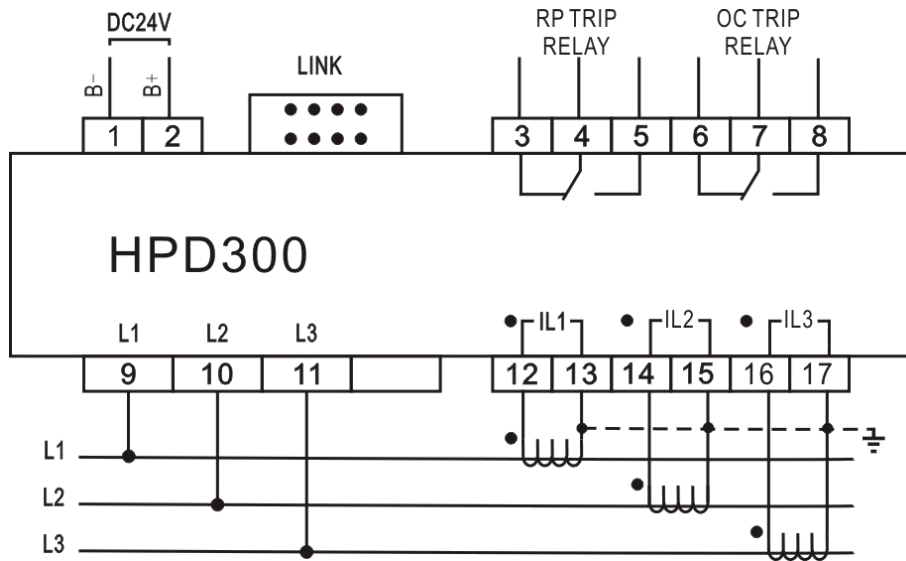 DC24V
RP TRIP RELAY
OC TRIP RELAY
LINK
B-
B+
1 2
3 4 5 6 7 8
HPD300
L1 L2 L3
IL1 IL2 IL3
9 10 11
12 13 14 15 16 17
L1
L2
L3